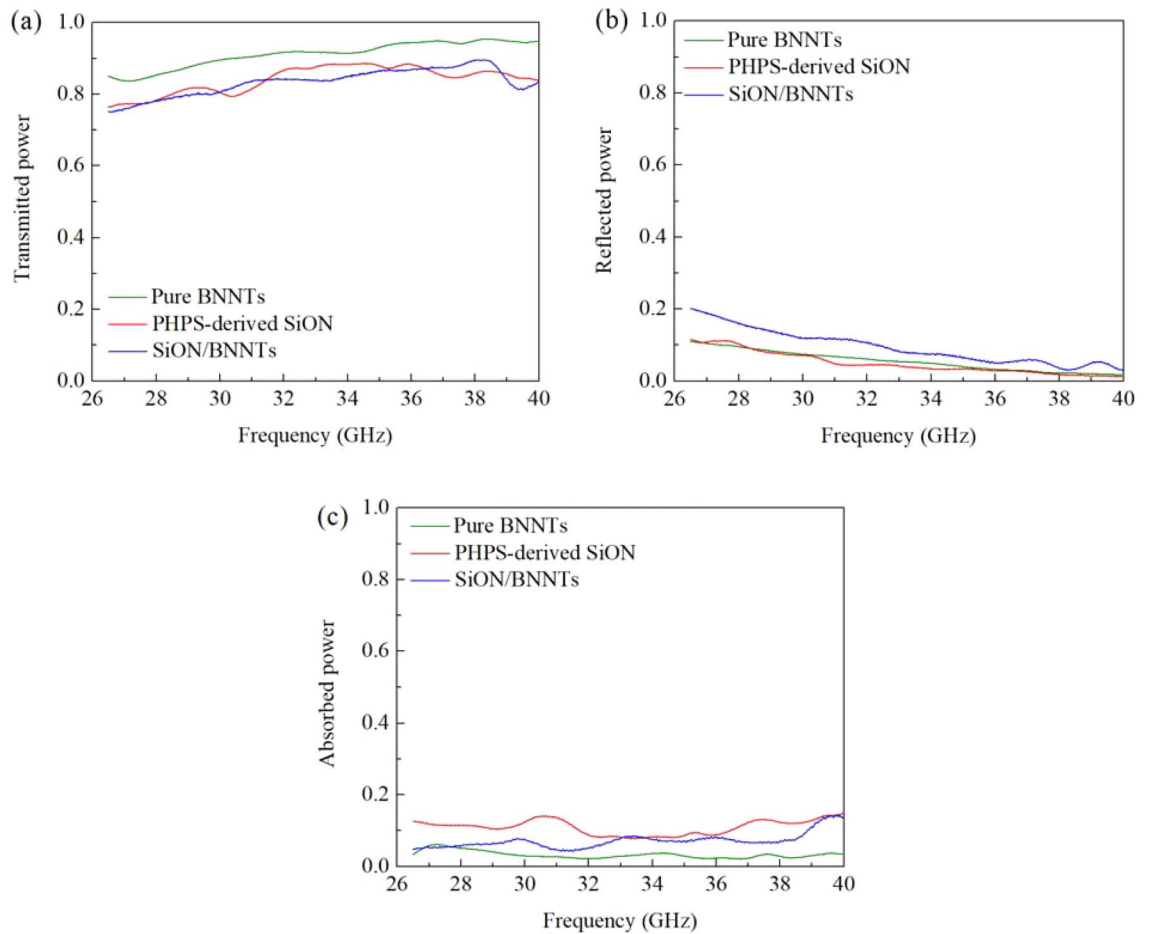 (a)
1.0
0.8
0.6
0.4
0.2
0.0
Transmitted power
Pure BNNTs
PHPS-derived SiON
SiON/BNNTs
26 28 30 32 34 36 38 40
Frequency (GHz)
(b)
1.0
0.8
0.6
0.4
0.2
0.0
Reflected power
Pure BNNTs
PHPS-derived SiON
SiON/BNNTs
26 28 30 32 34 36 38 40
Frequency (GHz)
(c)
1.0
0.8
0.6
0.4
0.2
0.0
Absorbed power
Pure BNNTs
PHPS-derived SiON
SiON/BNNTs
26 28 30 32 34 36 38 40
Frequency (GHz)